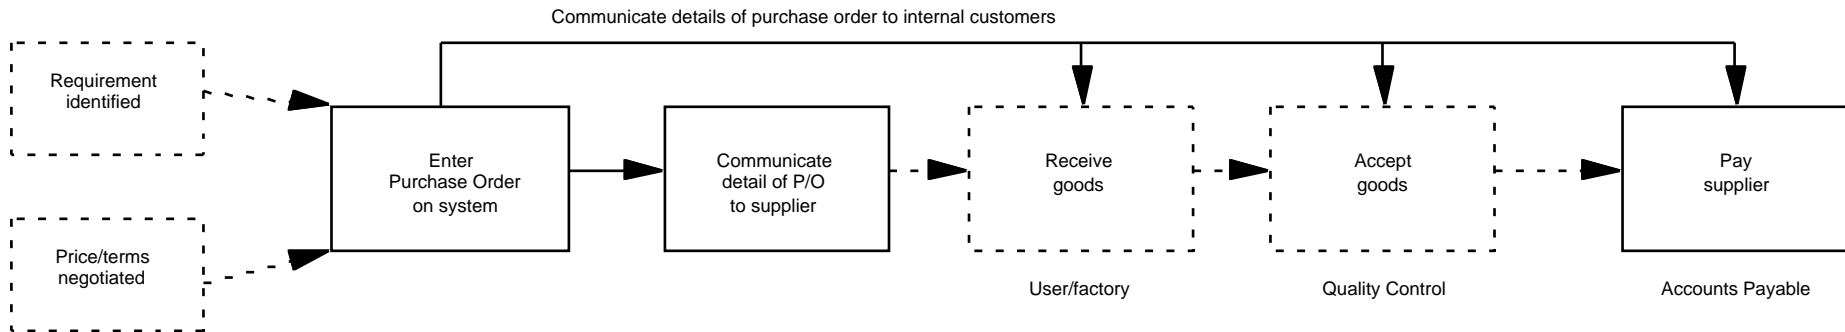 Communicate details of purchase order to internal customers
Requirement
identified
Price/terms
negotiated
Enter
Purchase Order
on system
Communicate
detail of P/O
to supplier
Receive
goods
User/factory
Accept
goods
Quality Control
Pay
supplier
Accounts Payable